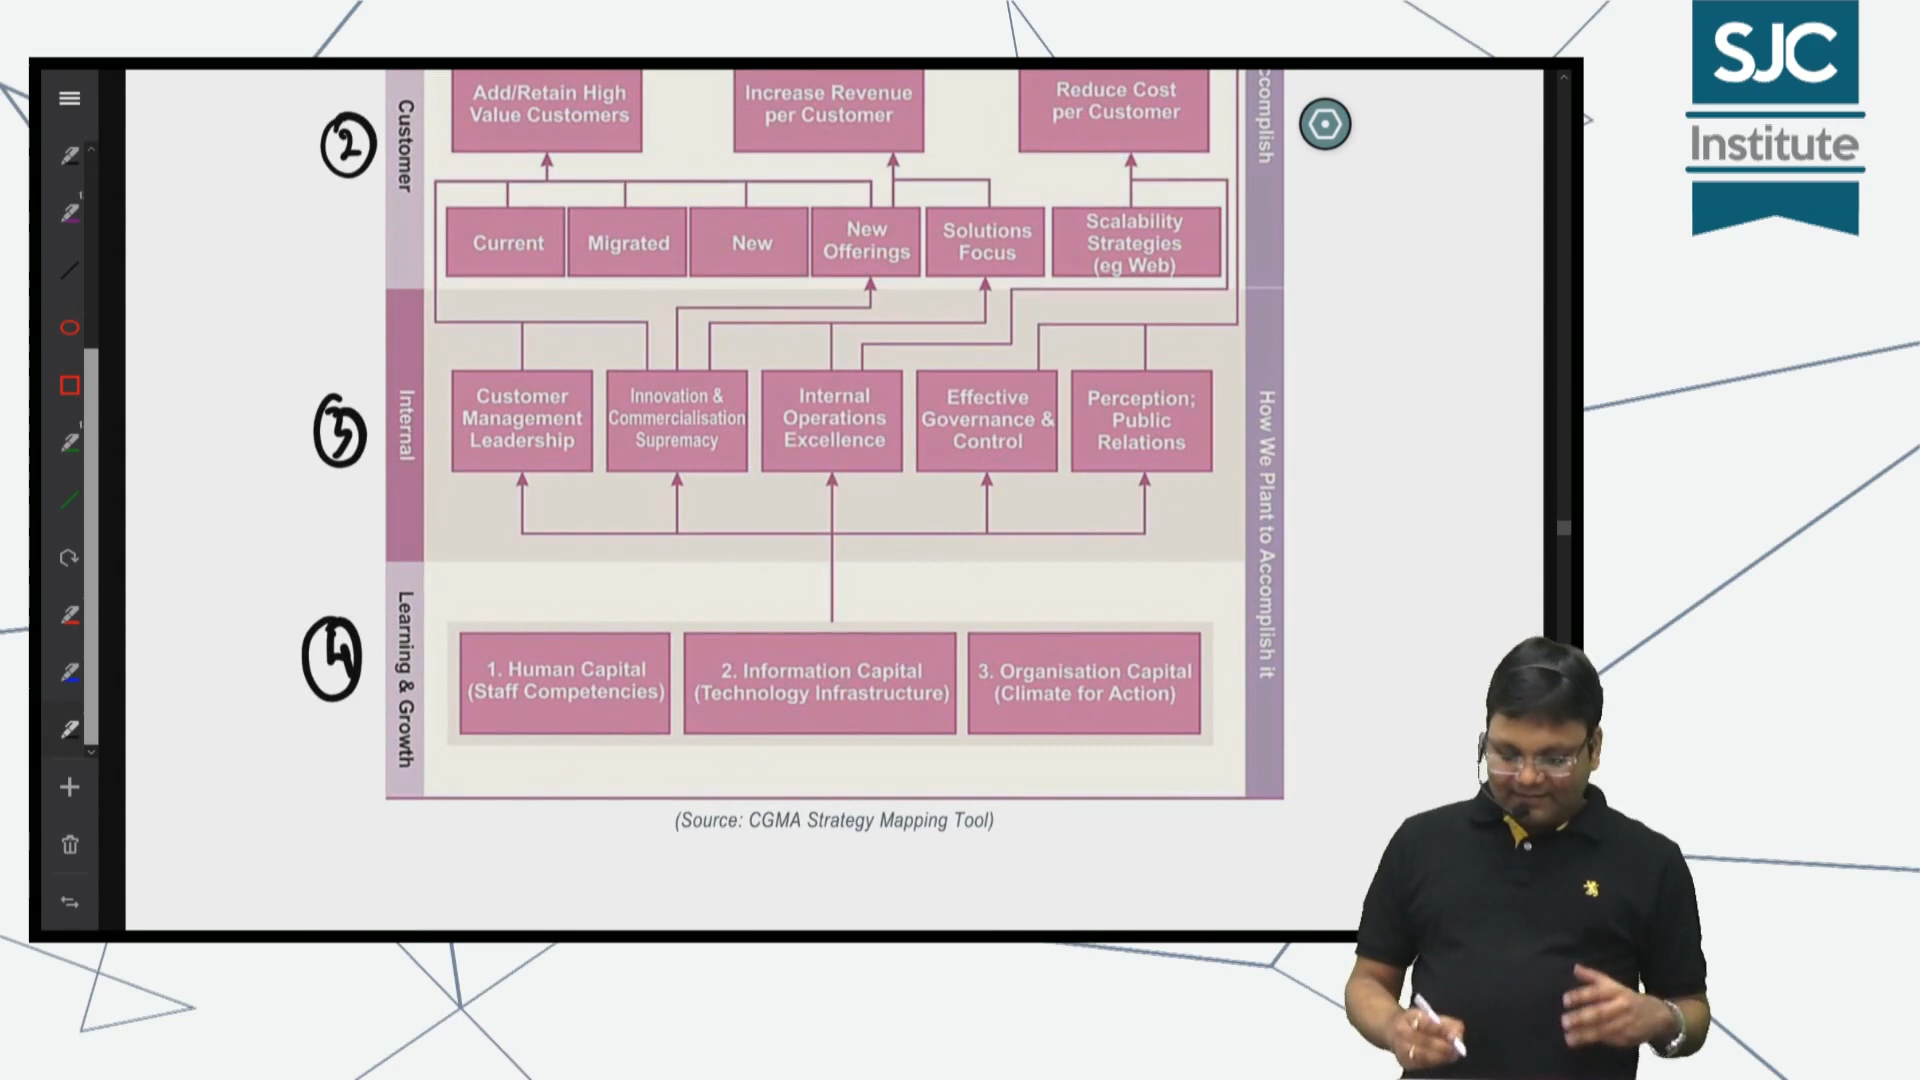 SJC
Institute
Customer
Add/Retain High
Value Customers
Increase Revenue
per Customer
Reduce Cost
per Customer
ccomplish
2
Current
Migrated
New
New
Offerings
Solutions
Focus
Scalability
Strategies
(eg Web)
Internal
3
Customer
Management
Leadership
Innovation &
Commercialisation
Supremacy
Internal
Operations
Excellence
Effective
Governance &
Control
Perception;
Public
Relations
How We Plant to Accomplish it
Learning & Growth
4
1. Human Capital
(Staff Competencies)
2. Information Capital
(Technology Infrastructure)
3. Organisation Capital
(Climate for Action)
(Source: CGMA Strategy Mapping Tool)